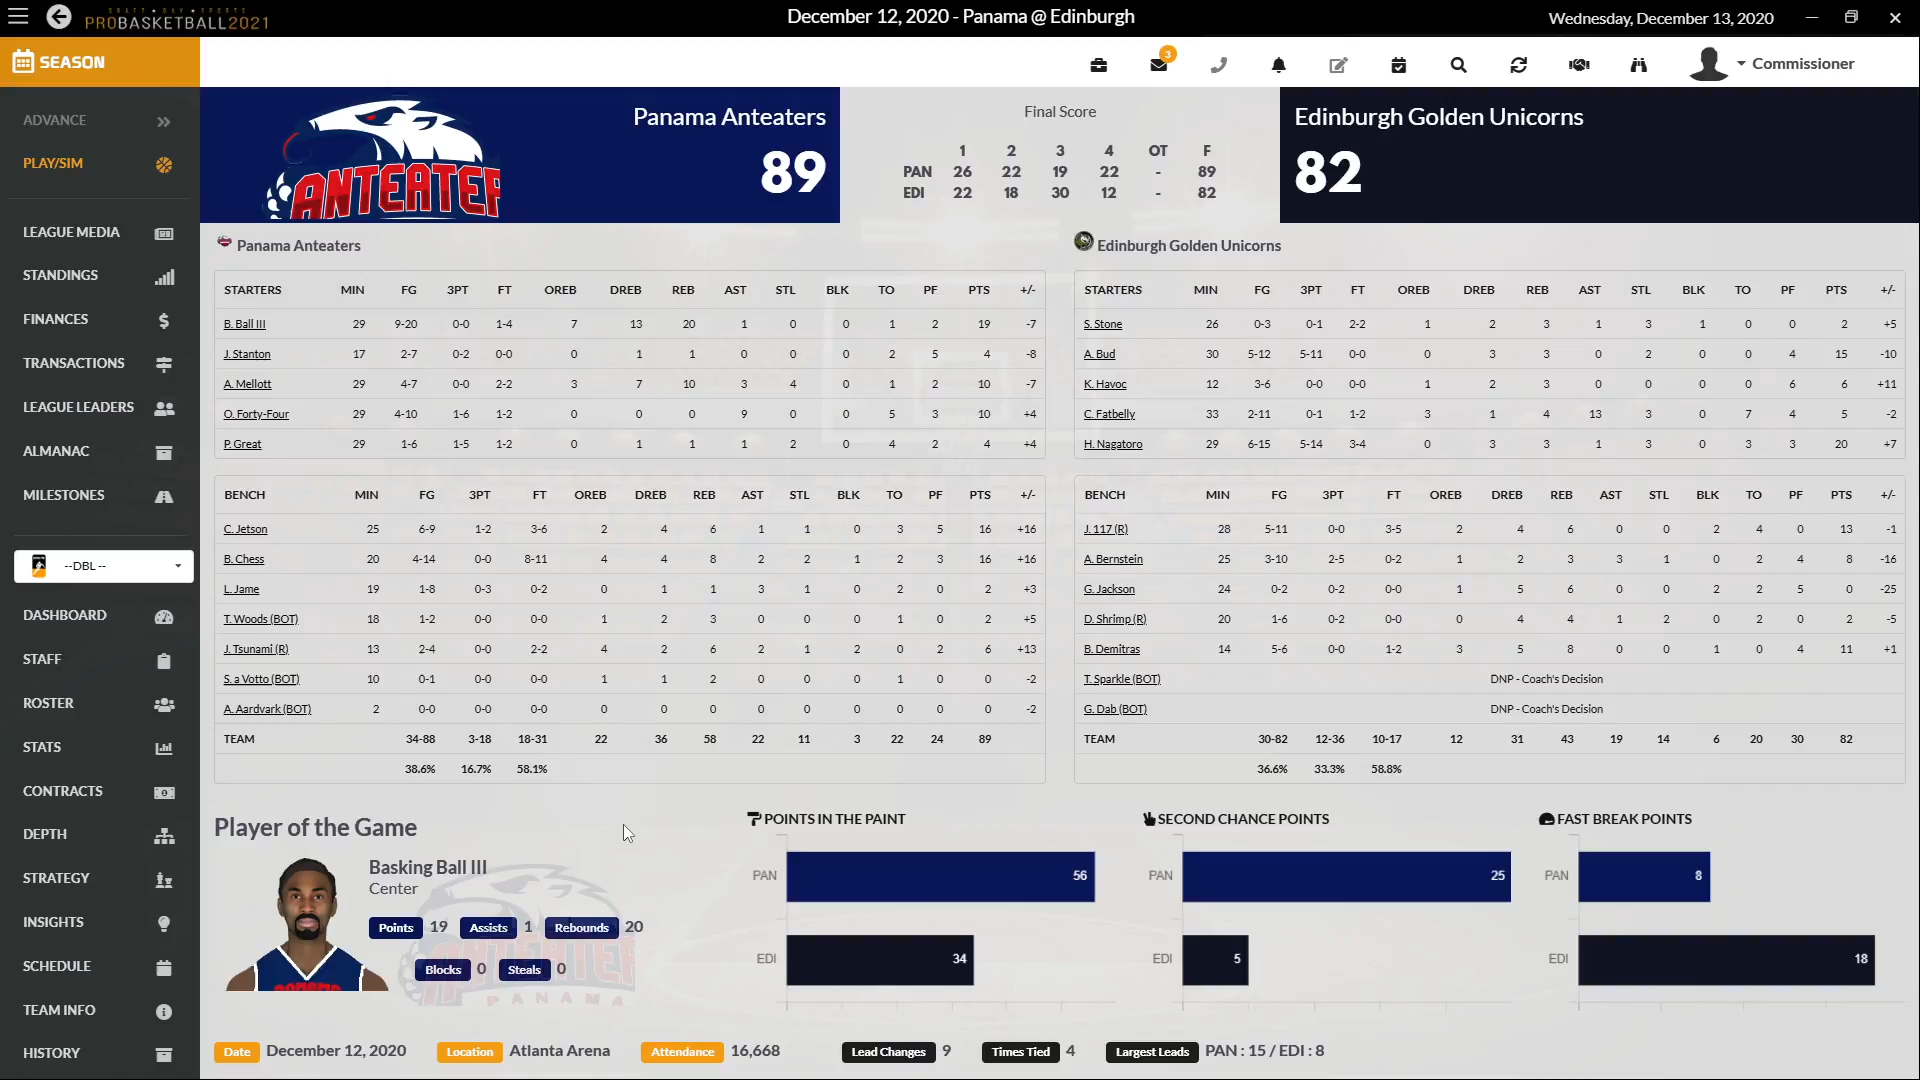 DRAFT • DAY • SPORTS
PROBASKETBALL2021
December 12, 2020 - Panama @ Edinburgh
Wednesday, December 13, 2020
SEASON
3
Commissioner
ADVANCE
PLAY/SIM
LEAGUE MEDIA
STANDINGS
FINANCES
TRANSACTIONS
LEAGUE LEADERS
ALMANAC
MILESTONES
--DBL --
DASHBOARD
STAFF
ROSTER
STATS
CONTRACTS
DEPTH
STRATEGY
INSIGHTS
SCHEDULE
TEAM INFO
HISTORY
ANTEATER
Panama Anteaters
89
Final Score
1 2 3 4 OT F
PAN 26 22 19 22 - 89
EDI 22 18 30 12 - 82
Edinburgh Golden Unicorns
82
Panama Anteaters
STARTERS MIN FG 3PT FT OREB DREB REB AST STL BLK TO PF PTS +/-
B. Ball III 29 9-20 0-0 1-4 7 13 20 1 0 0 1 2 19 -7
J. Stanton 17 2-7 0-2 0-0 0 1 1 0 0 0 2 5 4 -8
A. Mellott 29 4-7 0-0 2-2 3 7 10 3 4 0 1 2 10 -7
O. Forty-Four 29 4-10 1-6 1-2 0 0 0 9 0 0 5 3 10 +4
P. Great 29 1-6 1-5 1-2 0 1 1 1 2 0 4 2 4 +4
BENCH MIN FG 3PT FT OREB DREB REB AST STL BLK TO PF PTS +/-
C. Jetson 25 6-9 1-2 3-6 2 4 6 1 1 0 3 5 16 +16
B. Chess 20 4-14 0-0 8-11 4 4 8 2 2 1 2 3 16 +16
L. Jame 19 1-8 0-3 0-2 0 1 1 3 1 0 2 0 2 +3
T. Woods (BOT) 18 1-2 0-0 0-0 1 2 3 0 0 0 1 0 2 +5
J. Tsunami (R) 13 2-4 0-0 2-2 4 2 6 2 1 2 0 2 6 +13
S. a Votto (BOT) 10 0-1 0-0 0-0 1 1 2 0 0 0 1 0 0 -2
A. Aardvark (BOT) 2 0-0 0-0 0-0 0 0 0 0 0 0 0 0 0 -2
TEAM 34-88 3-18 18-31 22 36 58 22 11 3 22 24 89
38.6% 16.7% 58.1%
Edinburgh Golden Unicorns
STARTERS MIN FG 3PT FT OREB DREB REB AST STL BLK TO PF PTS +/-
S. Stone 26 0-3 0-1 2-2 1 2 3 1 3 1 0 0 2 +5
A. Bud 30 5-12 5-11 0-0 0 3 3 0 2 0 0 4 15 -10
K. Havoc 12 3-6 0-0 0-0 1 2 3 0 0 0 0 6 6 +11
C. Fatbelly 33 2-11 0-1 1-2 3 1 4 13 3 0 7 4 5 -2
H. Nagatoro 29 6-15 5-14 3-4 0 3 3 1 3 0 3 3 20 +7
BENCH MIN FG 3PT FT OREB DREB REB AST STL BLK TO PF PTS +/-
J. 117 (R) 28 5-11 0-0 3-5 2 4 6 0 0 2 4 0 13 -1
A. Bernstein 25 3-10 2-5 0-2 1 2 3 3 1 0 2 4 8 -16
G. Jackson 24 0-2 0-2 0-0 1 5 6 0 0 2 2 5 0 -25
D. Shrimp (R) 20 1-6 0-2 0-0 0 4 4 1 2 0 2 0 2 -5
B. Demitras 14 5-6 0-0 1-2 3 5 8 0 0 1 0 4 11 +1
T. Sparkle (BOT) DNP - Coach's Decision
G. Dab (BOT) DNP - Coach's Decision
TEAM 30-82 12-36 10-17 12 31 43 19 14 6 20 30 82
36.6% 33.3% 58.8%
Player of the Game
Basking Ball III
Center
Points 19 Assists 1 Rebounds 20
Blocks 0 Steals 0
ANTEATER
PANAMA
POINTS IN THE PAINT
PAN 56
EDI 34
SECOND CHANCE POINTS
PAN 25
EDI 5
FAST BREAK POINTS
PAN 8
EDI 18
Date December 12, 2020 Location Atlanta Arena Attendance 16,668 Lead Changes 9 Times Tied 4 Largest Leads PAN : 15 / EDI : 8